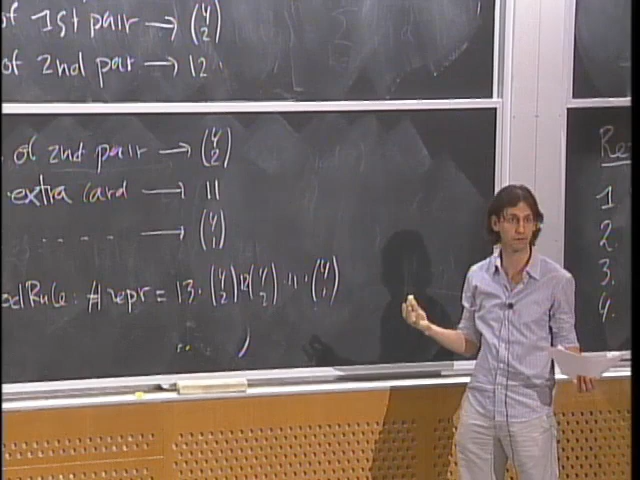 of 1st pair → (4 2)
of 2nd pair → 12
of 2nd pair → (4 2)
extra card → 11
.... → (4 1)
odRule: # repr = 13 · (4 2) 12 (4 2) · 11 · (4 1)
Re
1.
2.
3.
4.